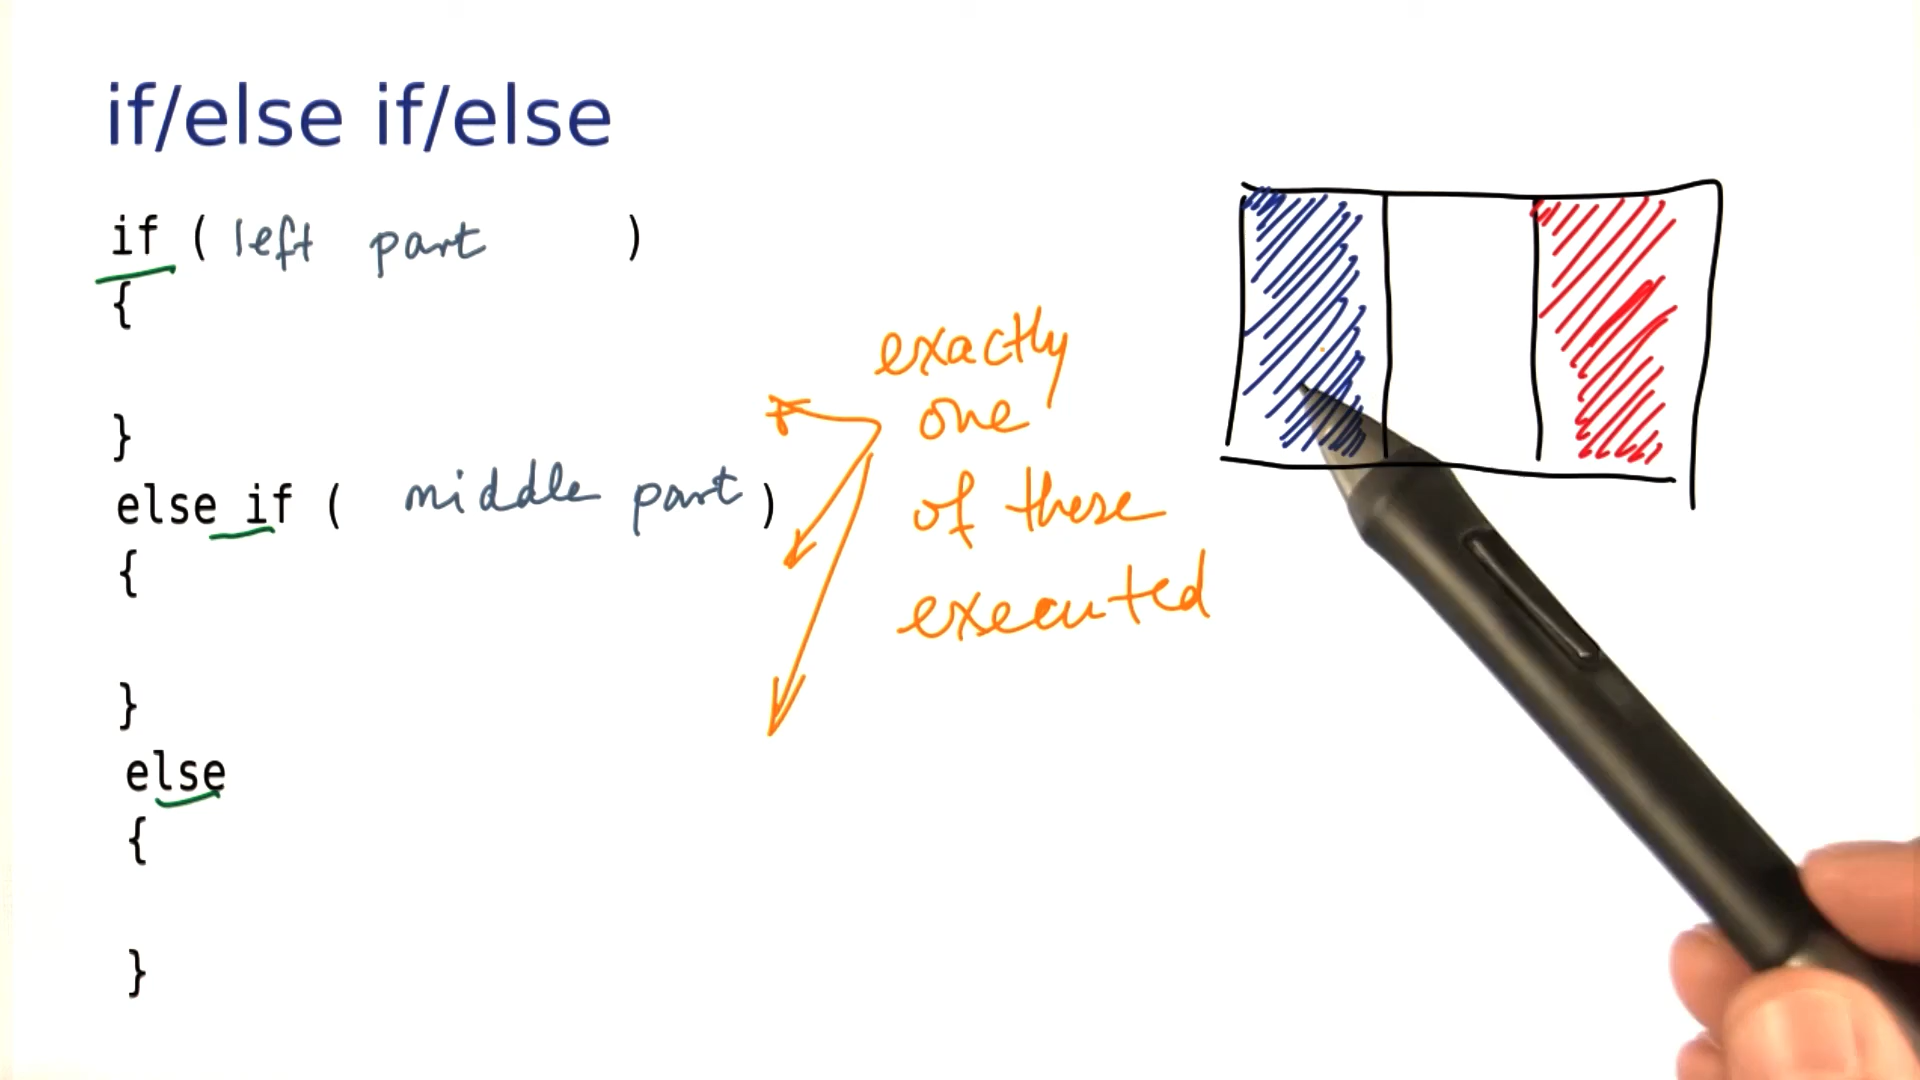 if/else if/else
if ( left part )
{
}
else if ( middle part )
{
}
else
{
}
exactly
one
of these
executed